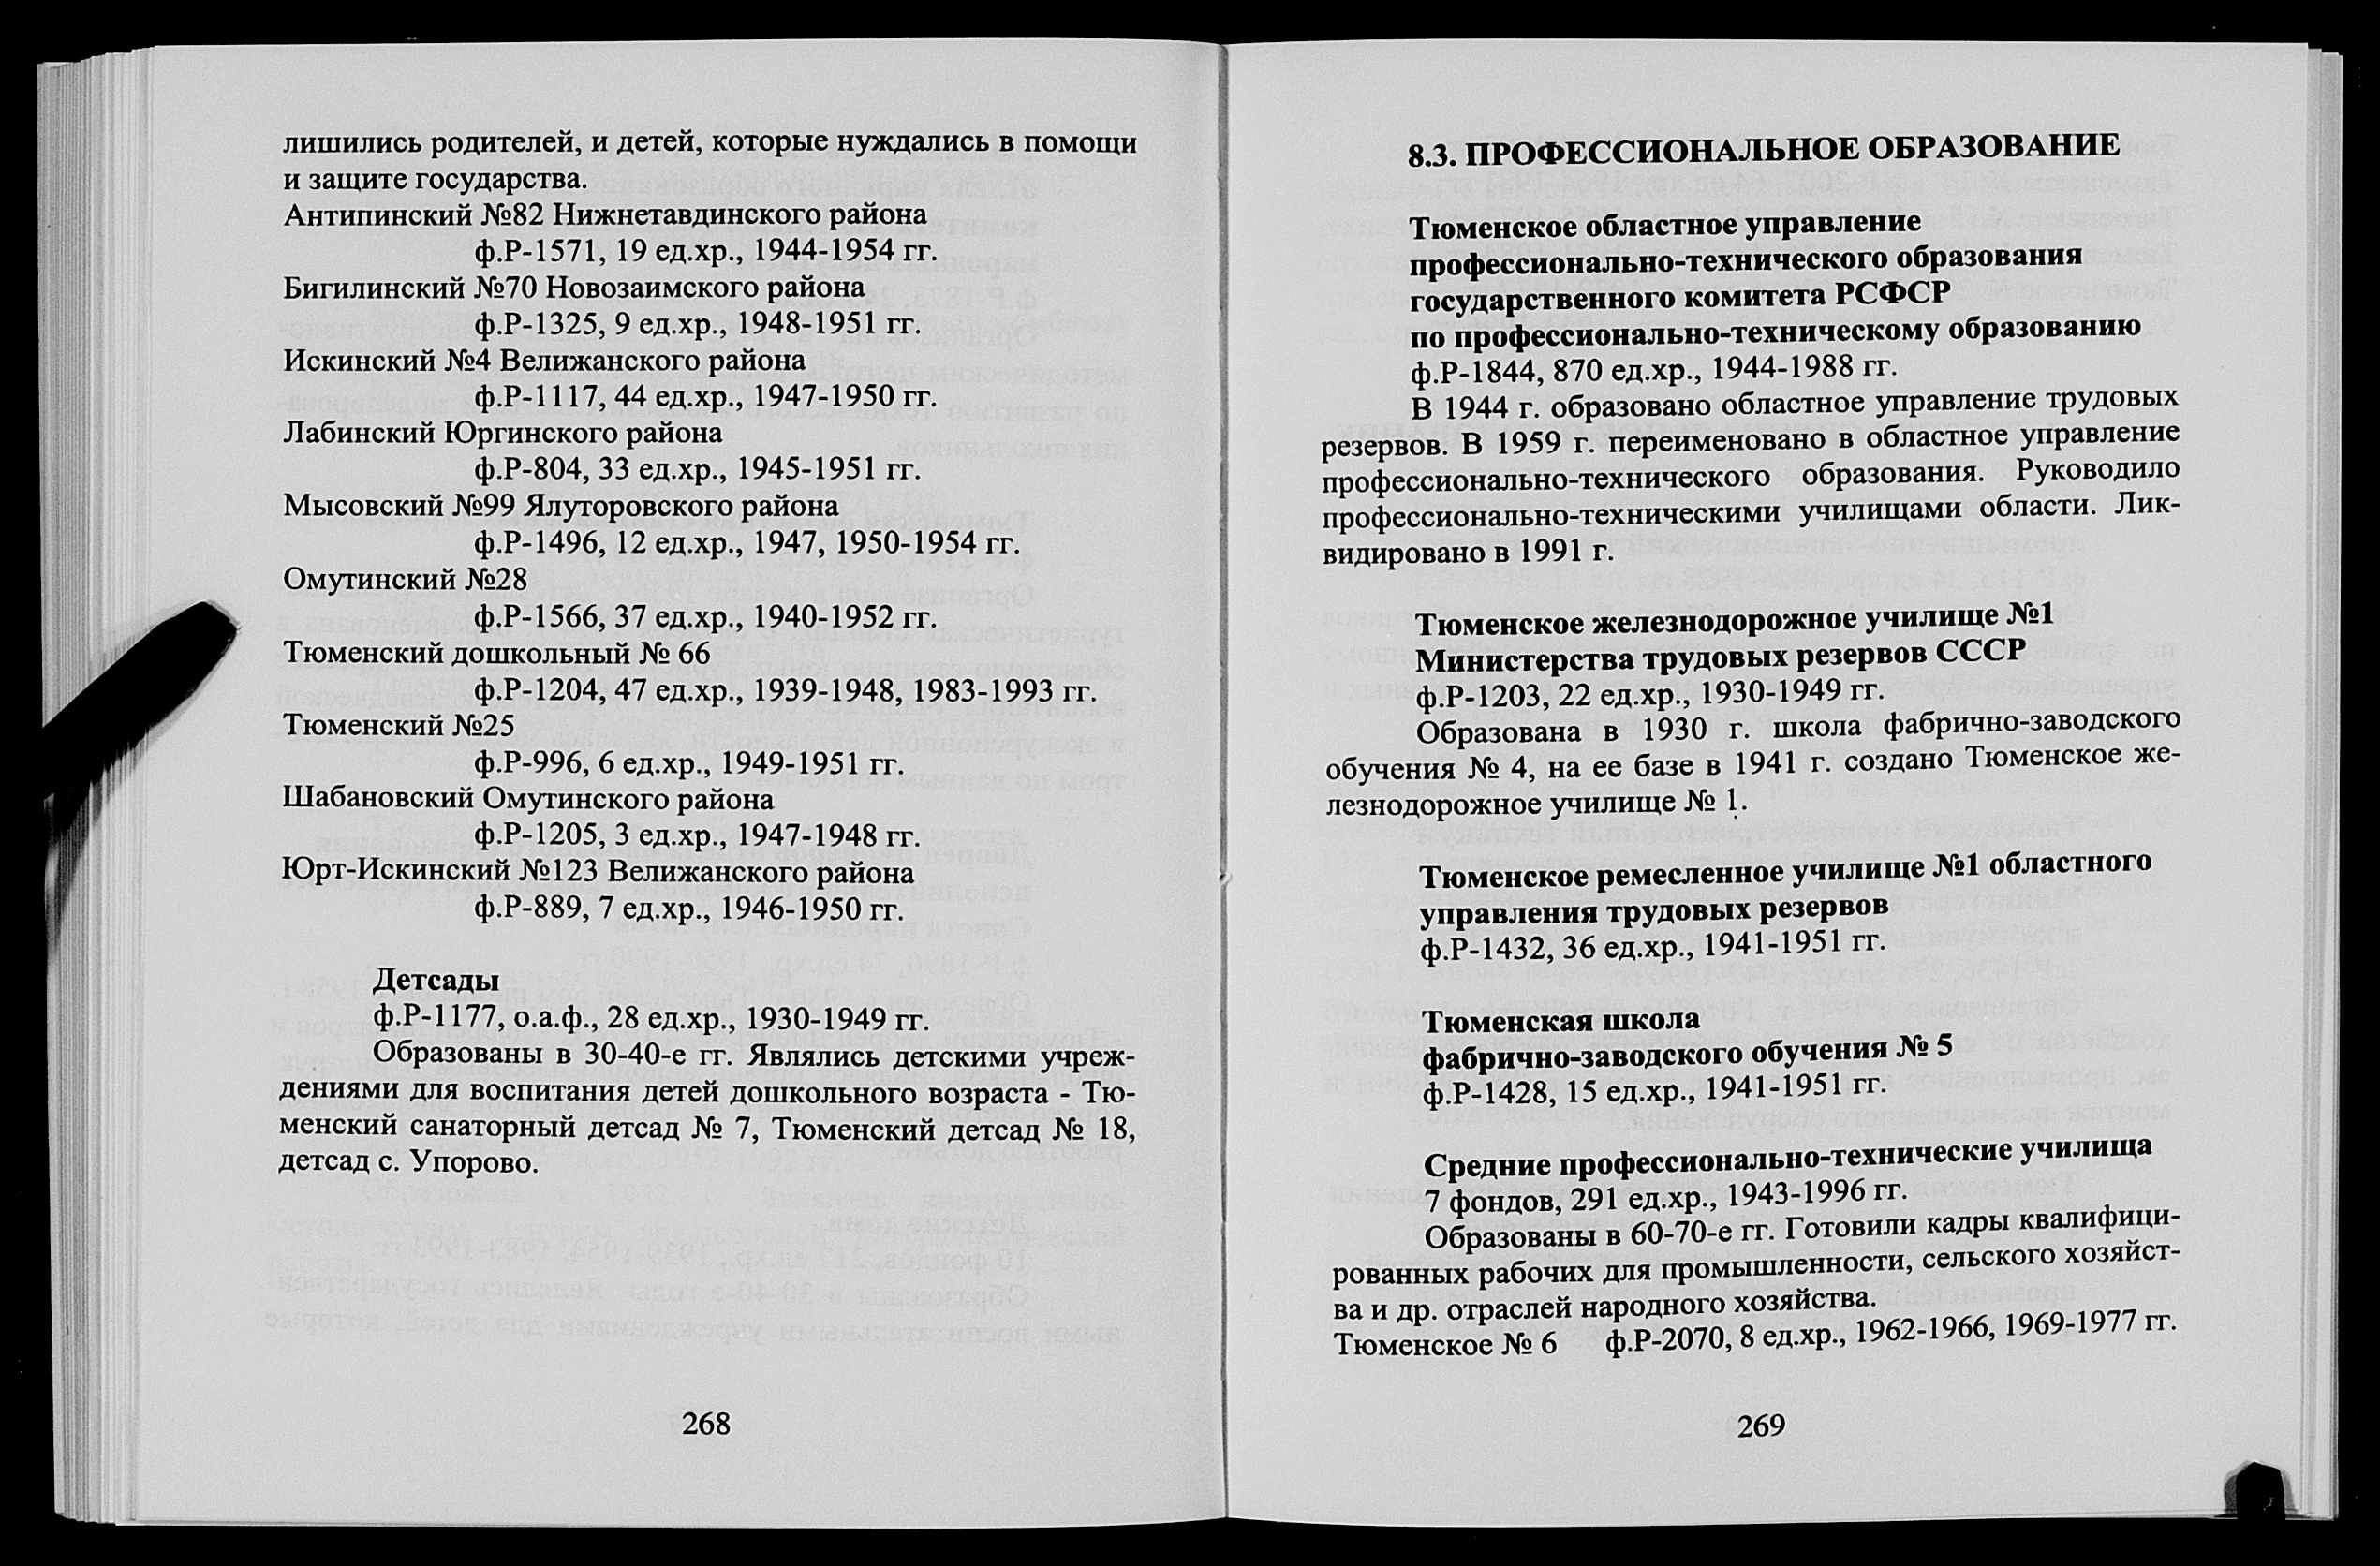 лишились родителей, и детей, которые нуждались в помощи
и защите государства.
Антипинский №82 Нижнетавдинского района
ф.Р-1571, 19 ед.хр., 1944-1954 гг.
Бигилинский №70 Новозаимского района
ф.Р-1325, 9 ед.хр., 1948-1951 гг.
Искинский №4 Велижанского района
ф.Р-1117, 44 ед.хр., 1947-1950 гг.
Лабинский Юргинского района
ф.Р-804, 33 ед.хр., 1945-1951 гг.
Мысовский №99 Ялуторовского района
ф.Р-1496, 12 ед.хр., 1947, 1950-1954 гг.
Омутинский №28
ф.Р-1566, 37 ед.хр., 1940-1952 гг.
Тюменский дошкольный № 66
ф.Р-1204, 47 ед.хр., 1939-1948, 1983-1993 гг.
Тюменский №25
ф.Р-996, 6 ед.хр., 1949-1951 гг.
Шабановский Омутинского района
ф.Р-1205, 3 ед.хр., 1947-1948 гг.
Юрт-Искинский №123 Велижанского района
ф.Р-889, 7 ед.хр., 1946-1950 гг.
Детсады
ф.Р-1177, о.а.ф., 28 ед.хр., 1930-1949 гг.
Образованы в 30-40-е гг. Являлись детскими учреж-
дениями для воспитания детей дошкольного возраста - Тю-
менский санаторный детсад № 7, Тюменский детсад № 18,
детсад с. Упорово.
268
8.3. ПРОФЕССИОНАЛЬНОЕ ОБРАЗОВАНИЕ
Тюменское областное управление
профессионально-технического образования
государственного комитета РСФСР
по профессионально-техническому образованию
ф.Р-1844, 870 ед.хр., 1944-1988 гг.
В 1944 г. образовано областное управление трудовых
резервов. В 1959 г. переименовано в областное управление
профессионально-технического образования. Руководило
профессионально-техническими училищами области. Лик-
видировано в 1991 г.
Тюменское железнодорожное училище №1
Министерства трудовых резервов СССР
ф.Р-1203, 22 ед.хр., 1930-1949 гг.
Образована в 1930 г. школа фабрично-заводского
обучения № 4, на ее базе в 1941 г. создано Тюменское же-
лезнодорожное училище № 1.
Тюменское ремесленное училище №1 областного
управления трудовых резервов
ф.Р-1432, 36 ед.хр., 1941-1951 гг.
Тюменская школа
фабрично-заводского обучения № 5
ф.Р-1428, 15 ед.хр., 1941-1951 гг.
Средние профессионально-технические училища
7 фондов, 291 ед.хр., 1943-1996 гг.
Образованы в 60-70-е гг. Готовили кадры квалифици-
рованных рабочих для промышленности, сельского хозяйст-
ва и др. отраслей народного хозяйства.
Тюменское № 6 ф.Р-2070, 8 ед.хр., 1962-1966, 1969-1977 гг.
269